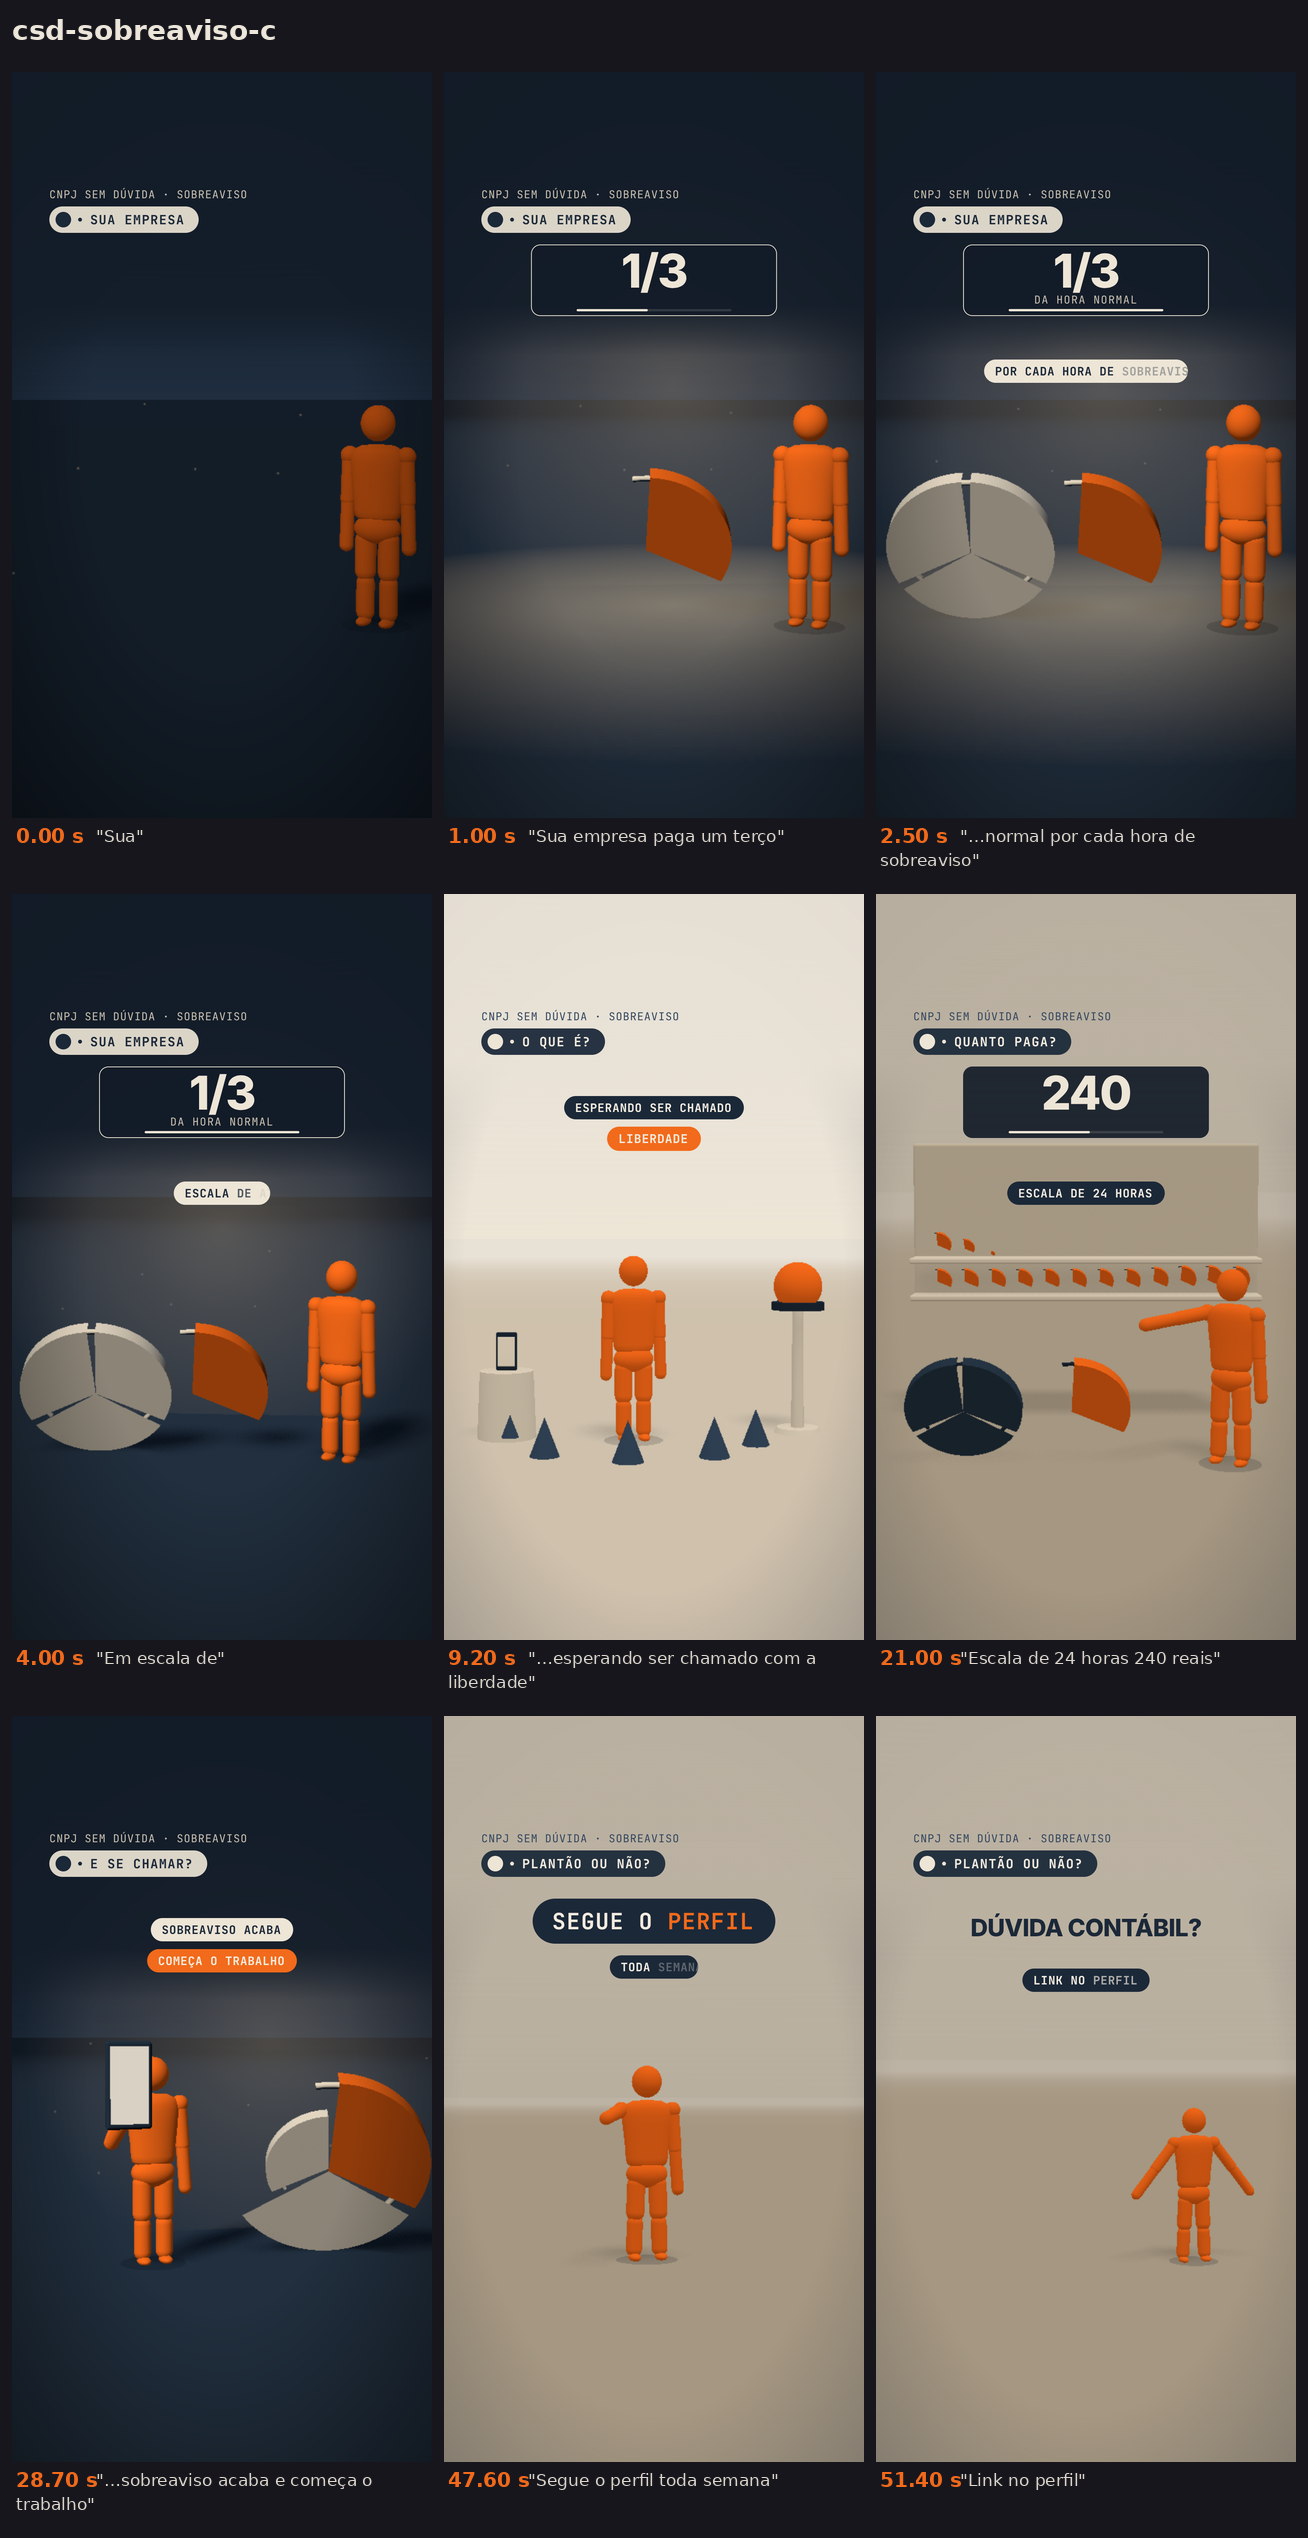 csd-sobreaviso-c
CNPJ SEM DÚVIDA · SOBREAVISO
• SUA EMPRESA
0.00 s "Sua"
CNPJ SEM DÚVIDA · SOBREAVISO
• SUA EMPRESA
1/3
1.00 s "Sua empresa paga um terço"
CNPJ SEM DÚVIDA · SOBREAVISO
• SUA EMPRESA
1/3
DA HORA NORMAL
POR CADA HORA DE SOBREAVIS
2.50 s "...normal por cada hora de
sobreaviso"
CNPJ SEM DÚVIDA · SOBREAVISO
• SUA EMPRESA
1/3
DA HORA NORMAL
ESCALA DE
4.00 s "Em escala de"
CNPJ SEM DÚVIDA · SOBREAVISO
• O QUE É?
ESPERANDO SER CHAMADO
LIBERDADE
9.20 s "...esperando ser chamado com a
liberdade"
CNPJ SEM DÚVIDA · SOBREAVISO
• QUANTO PAGA?
240
ESCALA DE 24 HORAS
21.00 s "Escala de 24 horas 240 reais"
CNPJ SEM DÚVIDA · SOBREAVISO
• E SE CHAMAR?
SOBREAVISO ACABA
COMEÇA O TRABALHO
28.70 s "...sobreaviso acaba e começa o
trabalho"
CNPJ SEM DÚVIDA · SOBREAVISO
• PLANTÃO OU NÃO?
SEGUE O PERFIL
TODA SEMAN
47.60 s "Segue o perfil toda semana"
CNPJ SEM DÚVIDA · SOBREAVISO
• PLANTÃO OU NÃO?
DÚVIDA CONTÁBIL?
LINK NO PERFIL
51.40 s "Link no perfil"